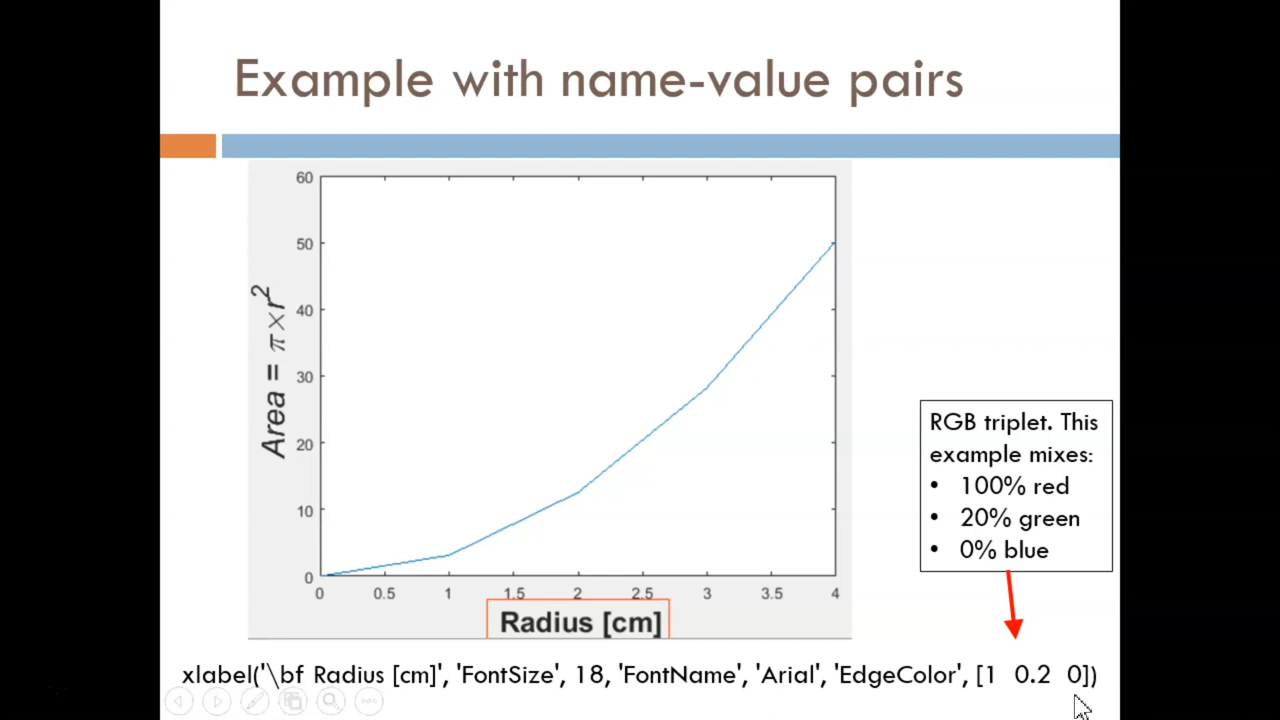 Example with name-value pairs
60
50
40
30
20
10
0
Area = π×r²
0 0.5 1 1.5 2 2.5 3 3.5 4
Radius [cm]
RGB triplet. This
example mixes:
• 100% red
• 20% green
• 0% blue
xlabel('\bf Radius [cm]', 'FontSize', 18, 'FontName', 'Arial', 'EdgeColor', [1 0.2 0])